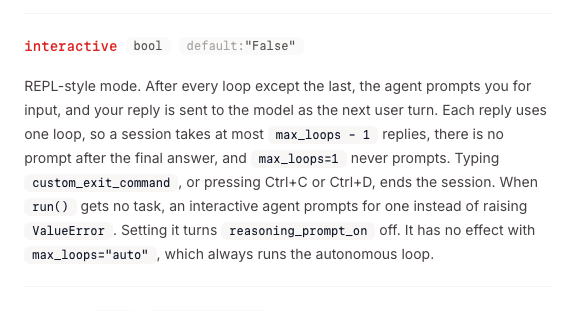 interactive bool default:"False"
REPL-style mode. After every loop except the last, the agent prompts you for
input, and your reply is sent to the model as the next user turn. Each reply uses
one loop, so a session takes at most max_loops - 1 replies, there is no
prompt after the final answer, and max_loops=1 never prompts. Typing
custom_exit_command , or pressing Ctrl+C or Ctrl+D, ends the session. When
run() gets no task, an interactive agent prompts for one instead of raising
ValueError . Setting it turns reasoning_prompt_on off. It has no effect with
max_loops="auto" , which always runs the autonomous loop.